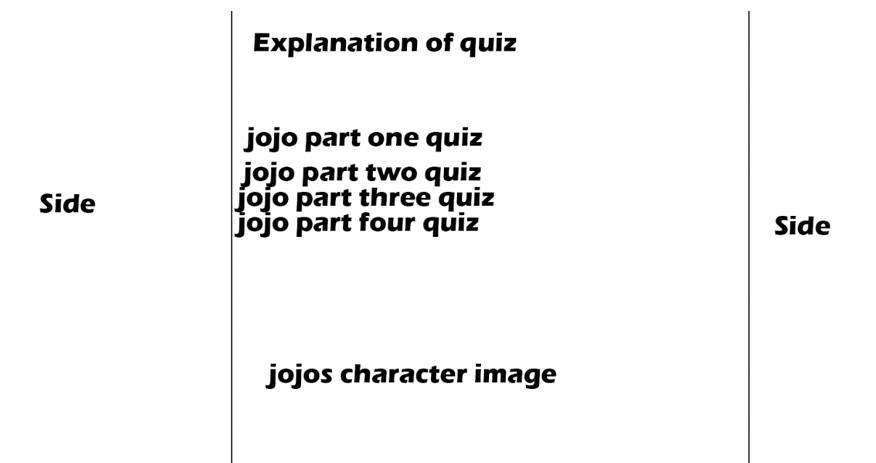 Explanation of quiz
jojo part one quiz
jojo part two quiz
Side
jojo part three quiz
jojo part four quiz
Side
jojos character image